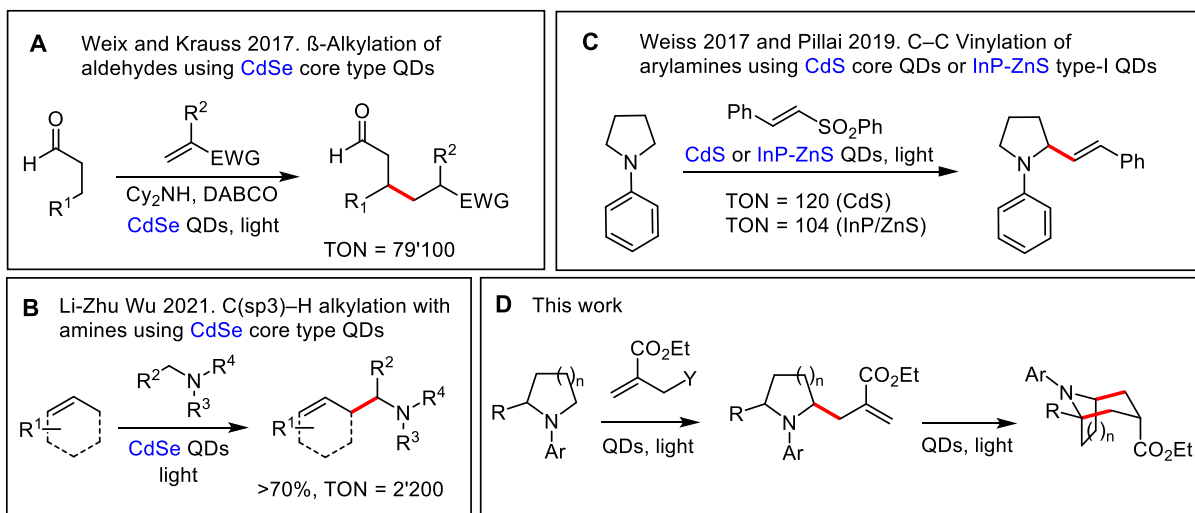 A Weix and Krauss 2017. ß-Alkylation of
aldehydes using CdSe core type QDs
O
H
R1
R2
EWG
Cy2NH, DABCO
CdSe QDs, light
O
H
R1
R2
EWG
TON = 79'100
C Weiss 2017 and Pillai 2019. C–C Vinylation of
arylamines using CdS core QDs or InP-ZnS type-I QDs
N
Ph
SO2Ph
CdS or InP-ZnS QDs, light
TON = 120 (CdS)
TON = 104 (InP/ZnS)
N
Ph
B Li-Zhu Wu 2021. C(sp3)–H alkylation with
amines using CdSe core type QDs
R1
R2
N
R4
R3
CdSe QDs
light
R1
R2
N
R4
R3
>70%, TON = 2'200
D This work
R
N
Ar
( )n
CO2Et
Y
QDs, light
R
N
Ar
( )n
CO2Et
QDs, light
Ar
N
R
( )n
CO2Et